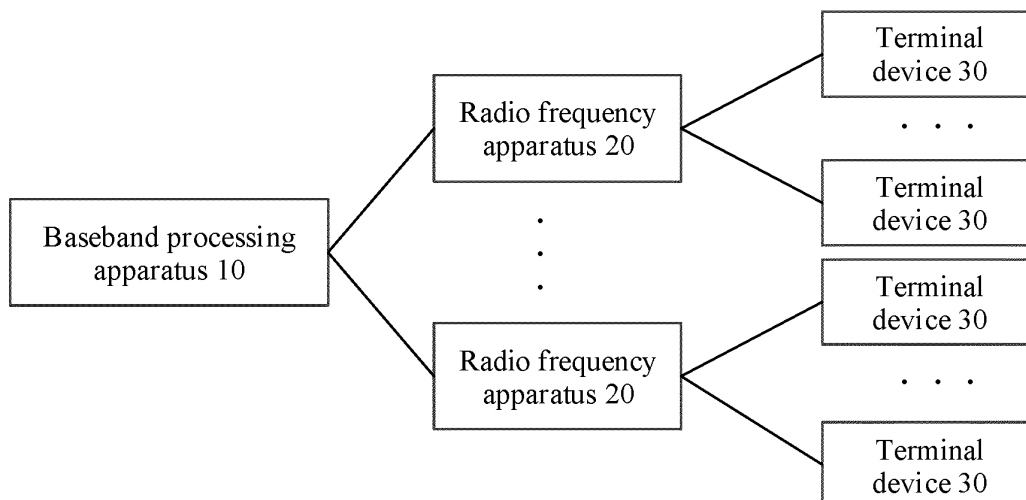 Baseband processing
apparatus 10
Radio frequency
apparatus 20
.
.
.
Radio frequency
apparatus 20
Terminal
device 30
. . .
Terminal
device 30
Terminal
device 30
. . .
Terminal
device 30